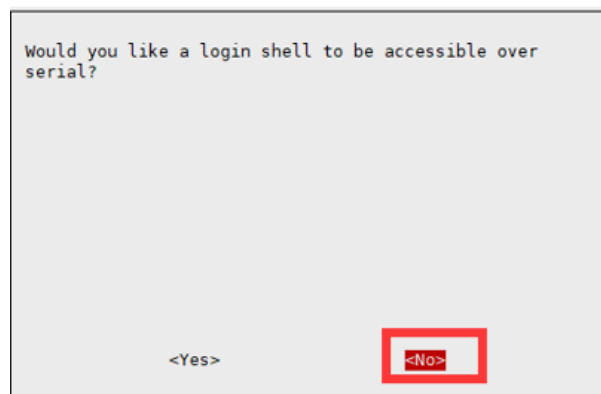 Would you like a login shell to be accessible over
serial?
<Yes> <No>